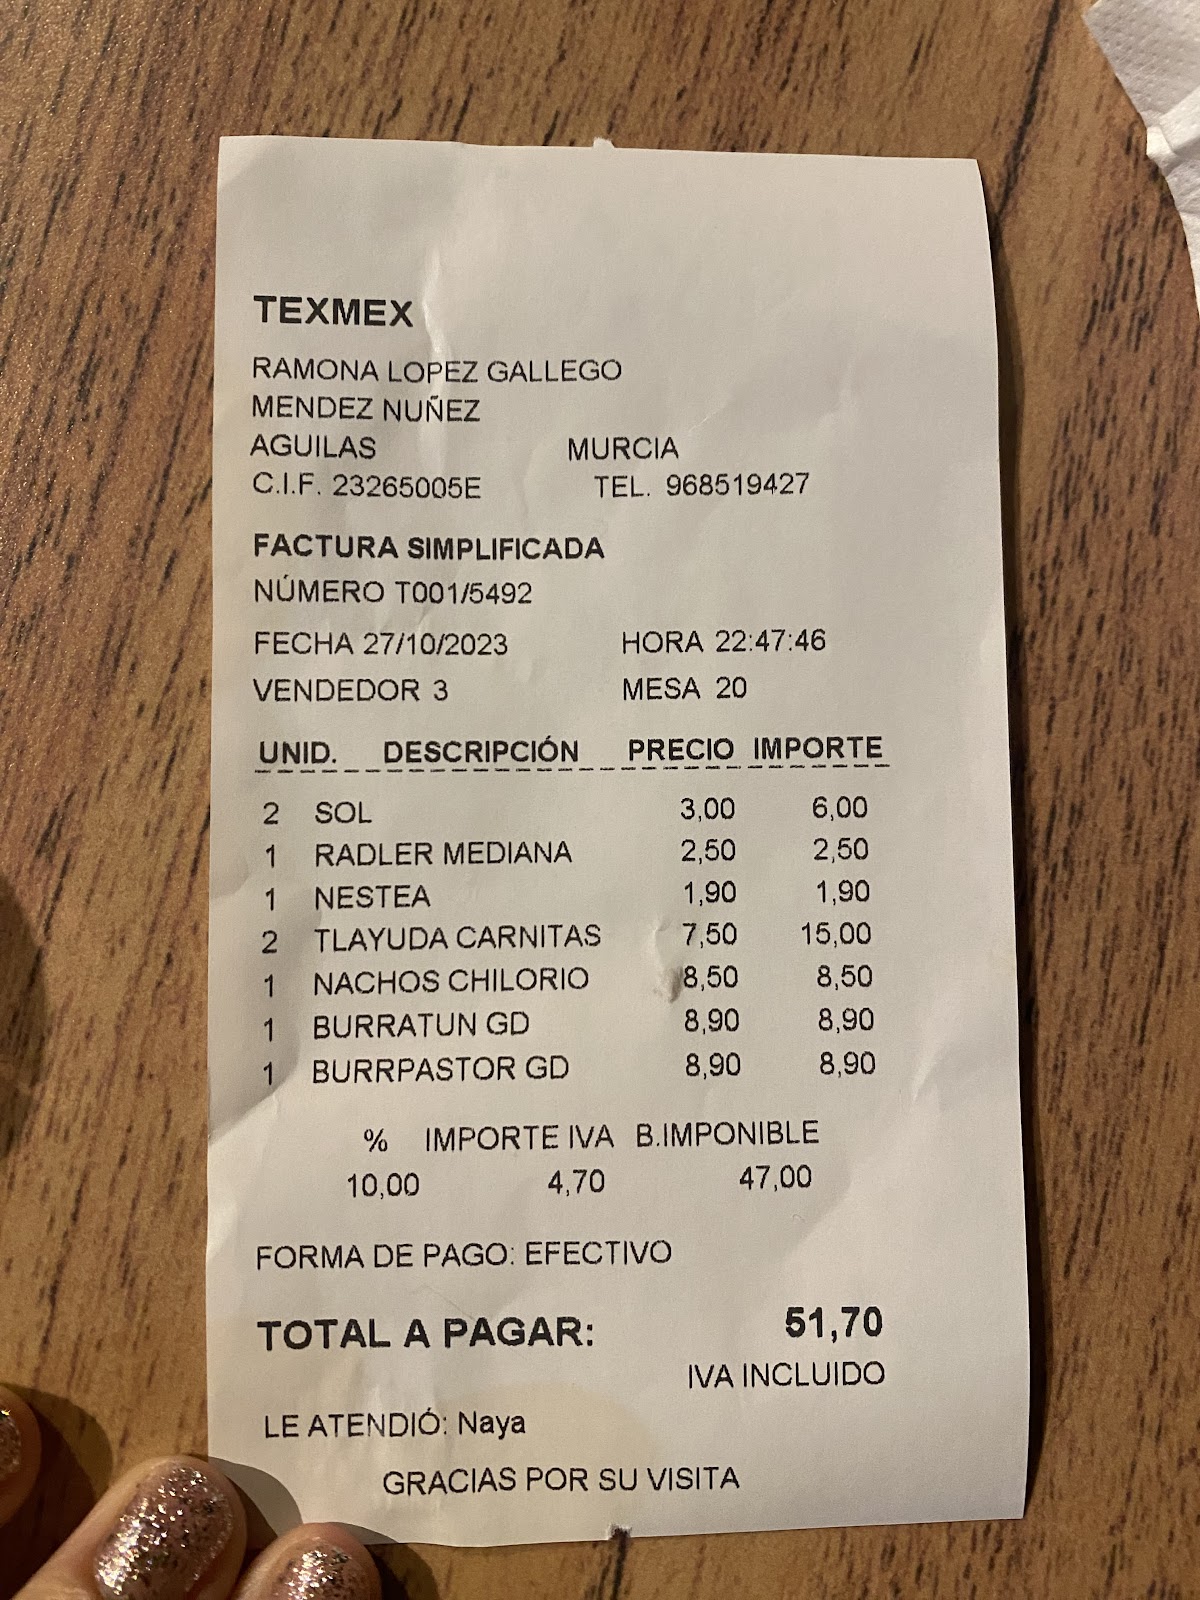 TEXMEX
RAMONA LOPEZ GALLEGO
MENDEZ NUÑEZ
AGUILAS MURCIA
C.I.F. 23265005E TEL. 968519427
FACTURA SIMPLIFICADA
NÚMERO T001/5492
FECHA 27/10/2023 HORA 22:47:46
VENDEDOR 3 MESA 20
UNID. DESCRIPCIÓN PRECIO IMPORTE
2 SOL 3,00 6,00
1 RADLER MEDIANA 2,50 2,50
1 NESTEA 1,90 1,90
2 TLAYUDA CARNITAS 7,50 15,00
1 NACHOS CHILORIO 8,50 8,50
1 BURRATUN GD 8,90 8,90
1 BURRPASTOR GD 8,90 8,90
% IMPORTE IVA B.IMPONIBLE
10,00 4,70 47,00
FORMA DE PAGO: EFECTIVO
TOTAL A PAGAR: 51,70
IVA INCLUIDO
LE ATENDIÓ: Naya
GRACIAS POR SU VISITA